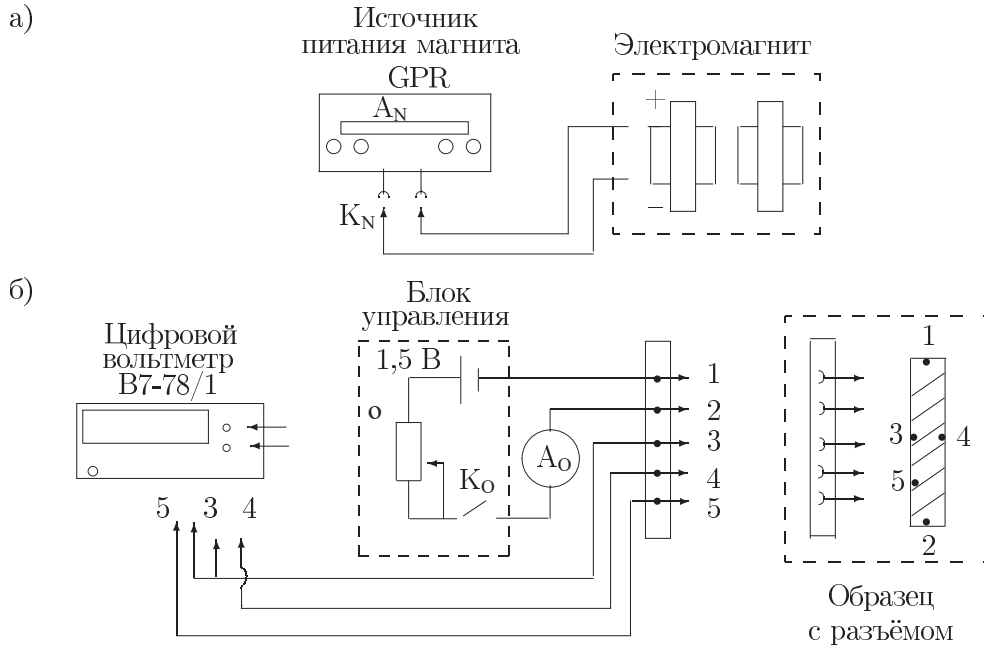 а)
Источник
питания магнита
GPR
A_N
K_N
Электромагнит
+
−
б)
Цифровой
вольтметр
В7-78/1
5 3 4
Блок
управления
1,5 В
о
K_O
A_O
1
2
3
4
5
1
3 4
5
2
Образец
с разъёмом